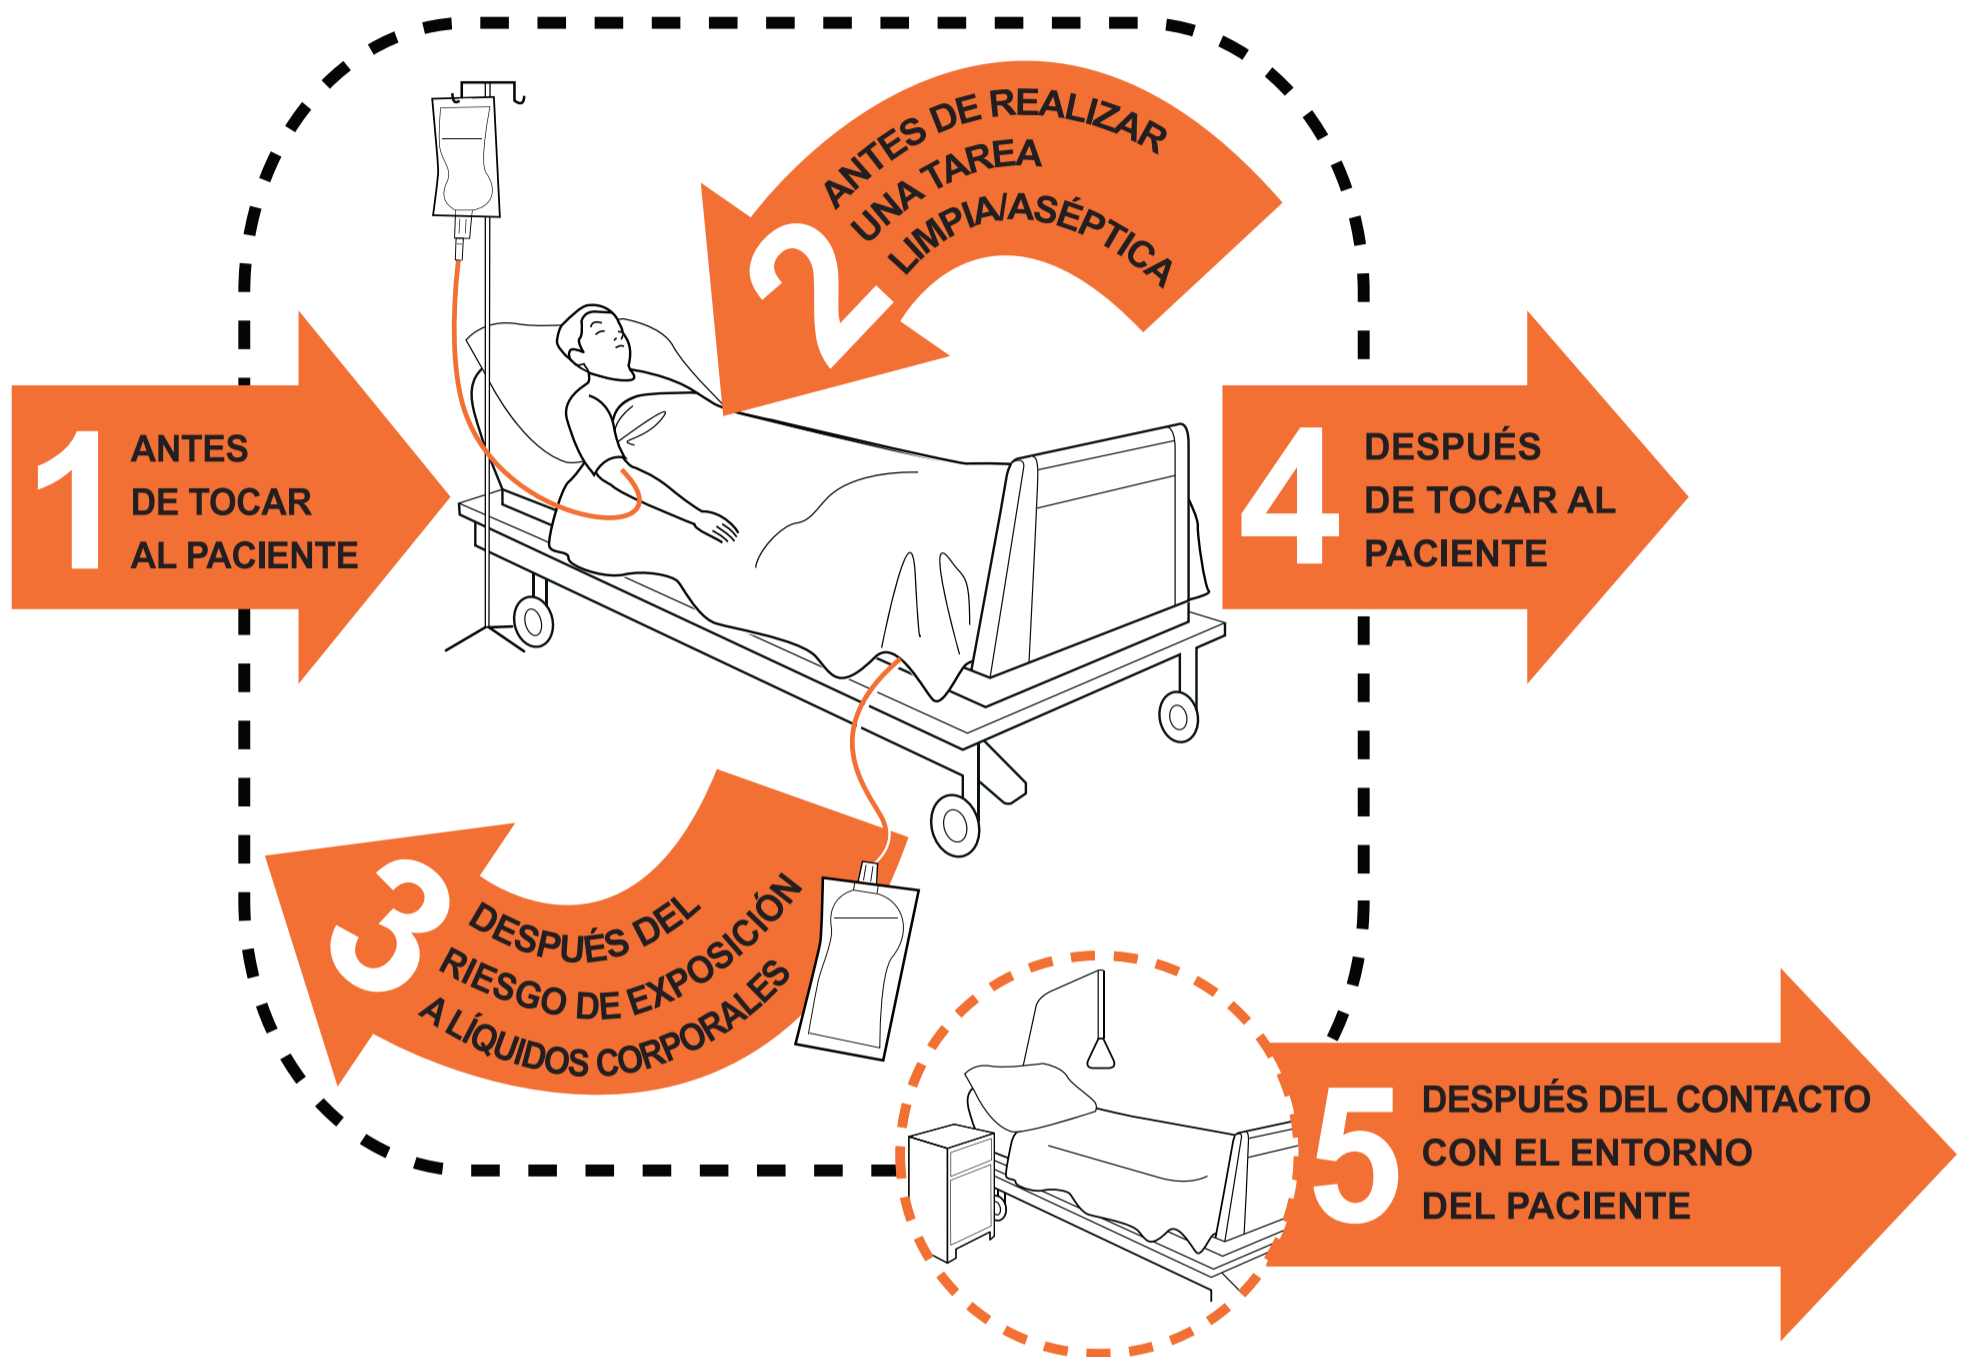 1
ANTES
DE TOCAR
AL PACIENTE
2
ANTES DE REALIZAR
UNA TAREA
LIMPIA/ASÉPTICA
3
DESPUÉS DEL
RIESGO DE EXPOSICIÓN
A LÍQUIDOS CORPORALES
4
DESPUÉS
DE TOCAR AL
PACIENTE
5
DESPUÉS DEL CONTACTO
CON EL ENTORNO
DEL PACIENTE